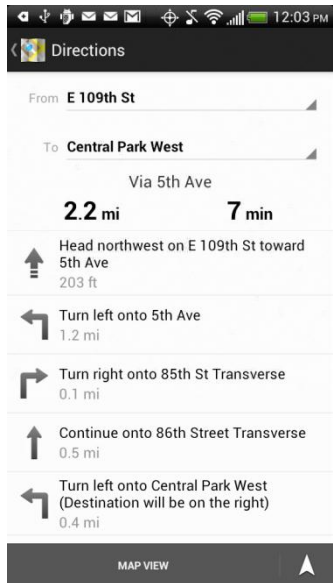 12:03 PM
Directions
From E 109th St
To Central Park West
Via 5th Ave
2.2 mi 7 min
Head northwest on E 109th St toward
5th Ave
203 ft
Turn left onto 5th Ave
1.2 mi
Turn right onto 85th St Transverse
0.1 mi
Continue onto 86th Street Transverse
0.5 mi
Turn left onto Central Park West
(Destination will be on the right)
0.4 mi
MAP VIEW